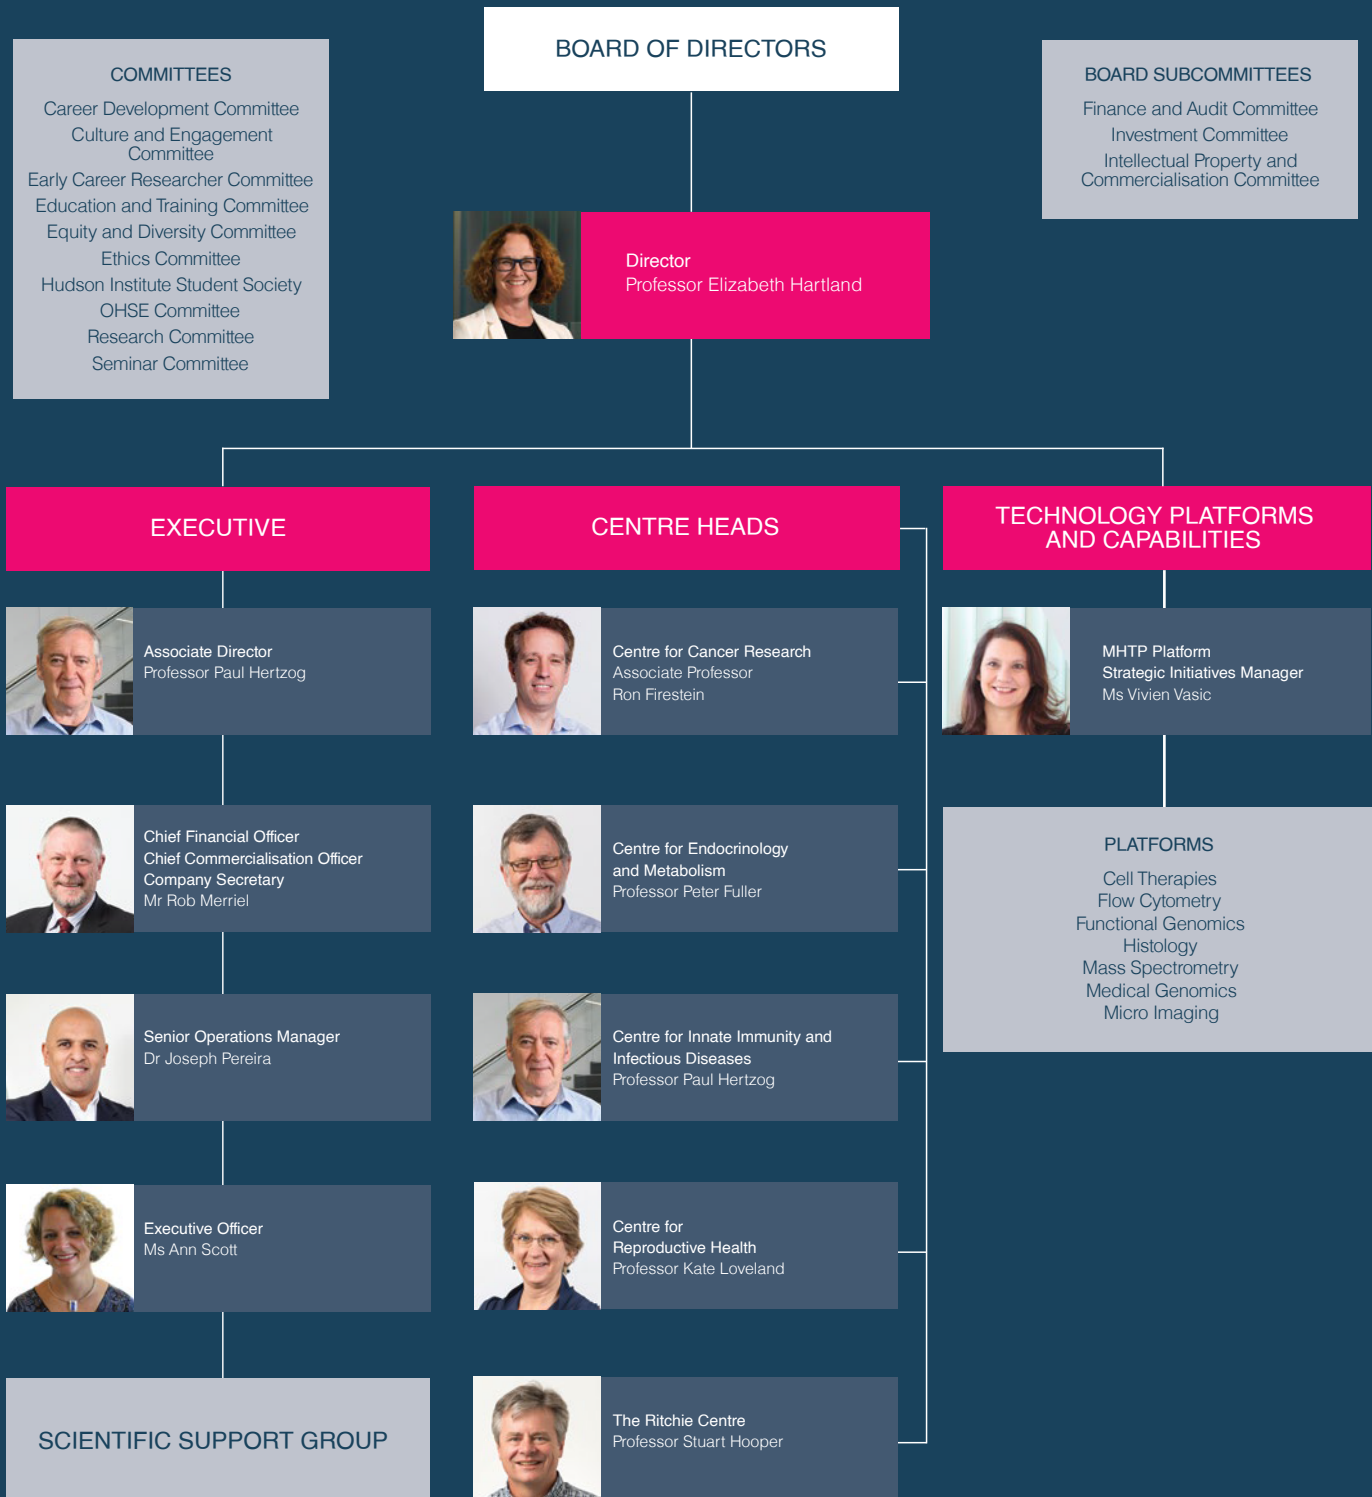 BOARD OF DIRECTORS
COMMITTEES
Career Development Committee
Culture and Engagement
Committee
Early Career Researcher Committee
Education and Training Committee
Equity and Diversity Committee
Ethics Committee
Hudson Institute Student Society
OHSE Committee
Research Committee
Seminar Committee
BOARD SUBCOMMITTEES
Finance and Audit Committee
Investment Committee
Intellectual Property and
Commercialisation Committee
Director
Professor Elizabeth Hartland
EXECUTIVE
Associate Director
Professor Paul Hertzog
Chief Financial Officer
Chief Commercialisation Officer
Company Secretary
Mr Rob Merriel
Senior Operations Manager
Dr Joseph Pereira
Executive Officer
Ms Ann Scott
SCIENTIFIC SUPPORT GROUP
CENTRE HEADS
Centre for Cancer Research
Associate Professor
Ron Firestein
Centre for Endocrinology
and Metabolism
Professor Peter Fuller
Centre for Innate Immunity and
Infectious Diseases
Professor Paul Hertzog
Centre for
Reproductive Health
Professor Kate Loveland
The Ritchie Centre
Professor Stuart Hooper
TECHNOLOGY PLATFORMS
AND CAPABILITIES
MHTP Platform
Strategic Initiatives Manager
Ms Vivien Vasic
PLATFORMS
Cell Therapies
Flow Cytometry
Functional Genomics
Histology
Mass Spectrometry
Medical Genomics
Micro Imaging